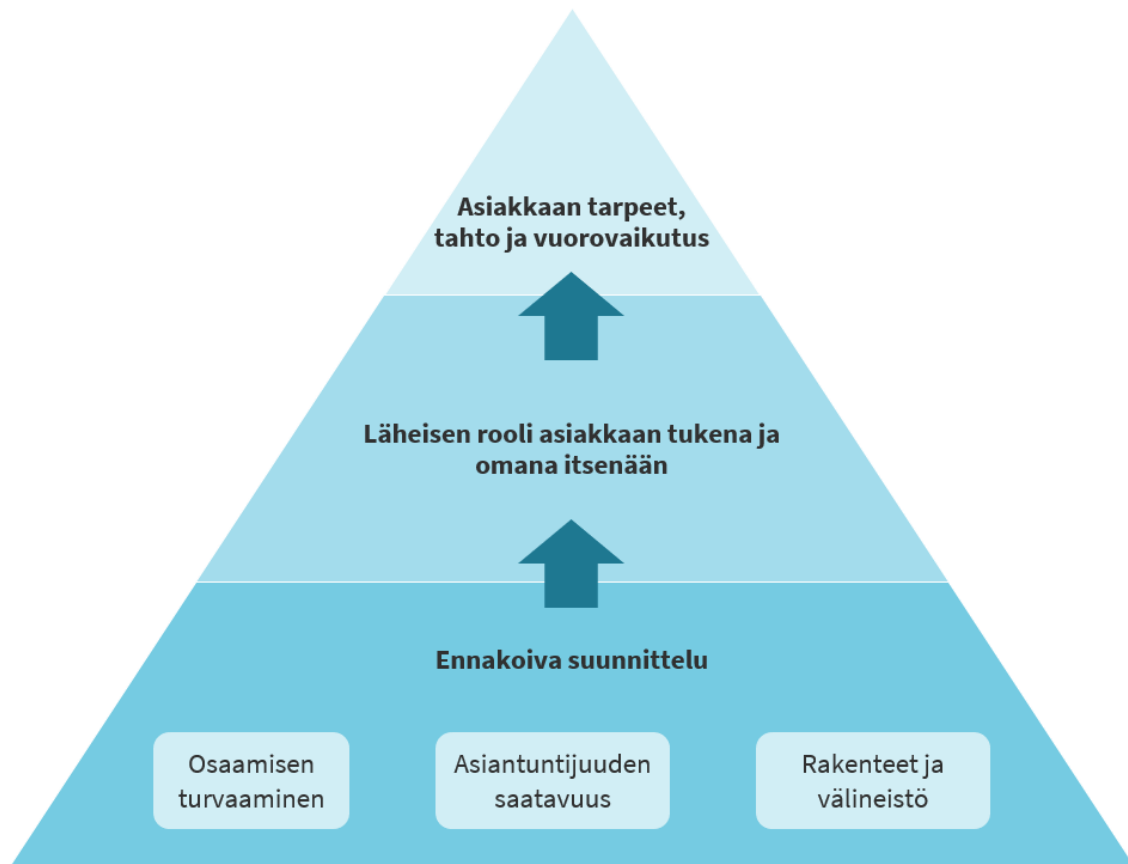 Asiakkaan tarpeet,
tahto ja vuorovaikutus
Läheisen rooli asiakkaan tukena ja
omana itsenään
Ennakoiva suunnittelu
Osaamisen
turvaaminen
Asiantuntijuuden
saatavuus
Rakenteet ja
välineistö